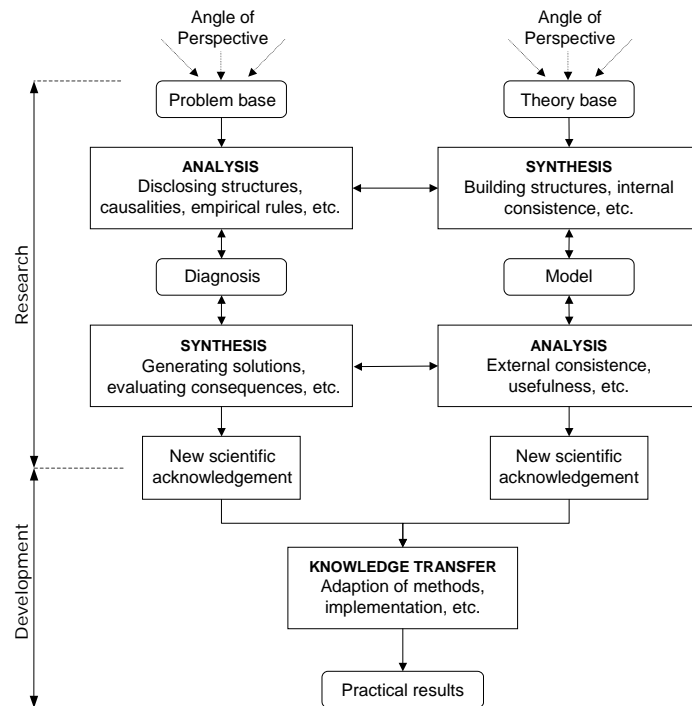 Angle of
Perspective
Angle of
Perspective
Problem base
Theory base
ANALYSIS
Disclosing structures,
causalities, empirical rules, etc.
SYNTHESIS
Building structures, internal
consistence, etc.
Research
Diagnosis
Model
SYNTHESIS
Generating solutions,
evaluating consequences, etc.
ANALYSIS
External consistence,
usefulness, etc.
New scientific
acknowledgement
New scientific
acknowledgement
Development
KNOWLEDGE TRANSFER
Adaption of methods,
implementation, etc.
Practical results